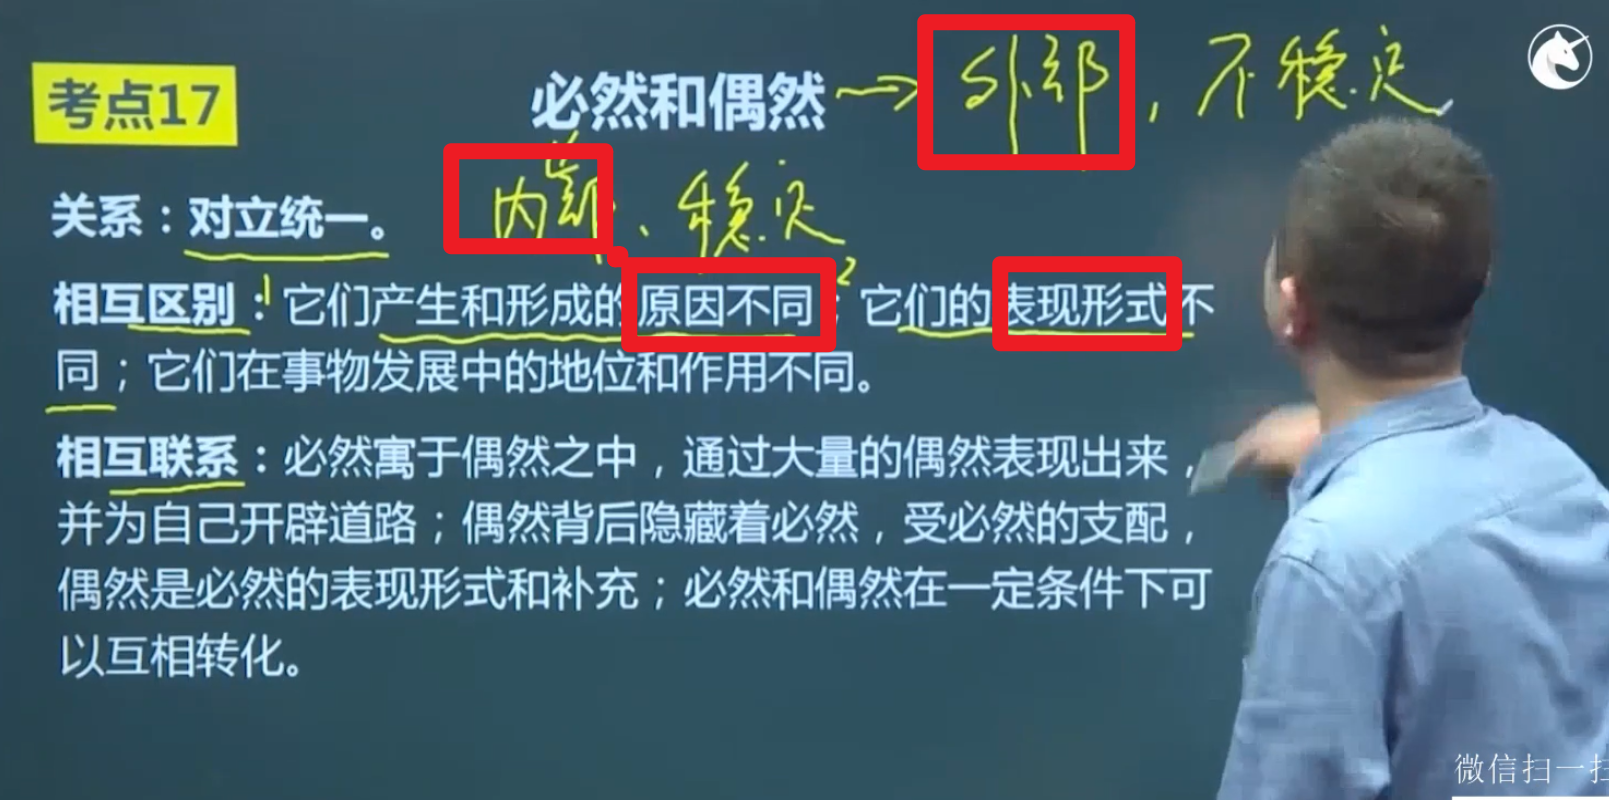 考点17
必然和偶然→外部,不稳定
内部、稳定
关系:对立统一。
1 2
相互区别:它们产生和形成的原因不同;它们的表现形式不
同;它们在事物发展中的地位和作用不同。
相互联系:必然寓于偶然之中,通过大量的偶然表现出来,
并为自己开辟道路;偶然背后隐藏着必然,受必然的支配,
偶然是必然的表现形式和补充;必然和偶然在一定条件下可
以互相转化。
微信扫一扫